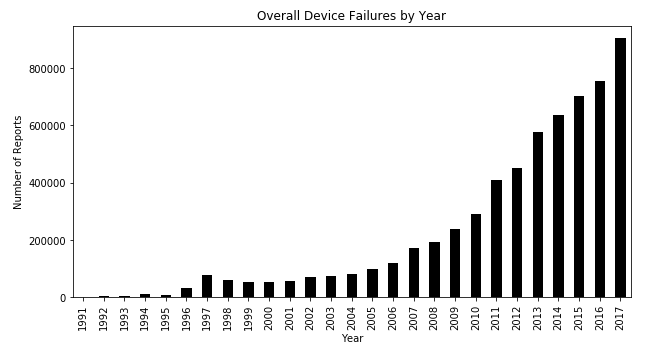 Overall Device Failures by Year
Number of Reports
800000
600000
400000
200000
0
1991 1992 1993 1994 1995 1996 1997 1998 1999 2000 2001 2002 2003 2004 2005 2006 2007 2008 2009 2010 2011 2012 2013 2014 2015 2016 2017
Year